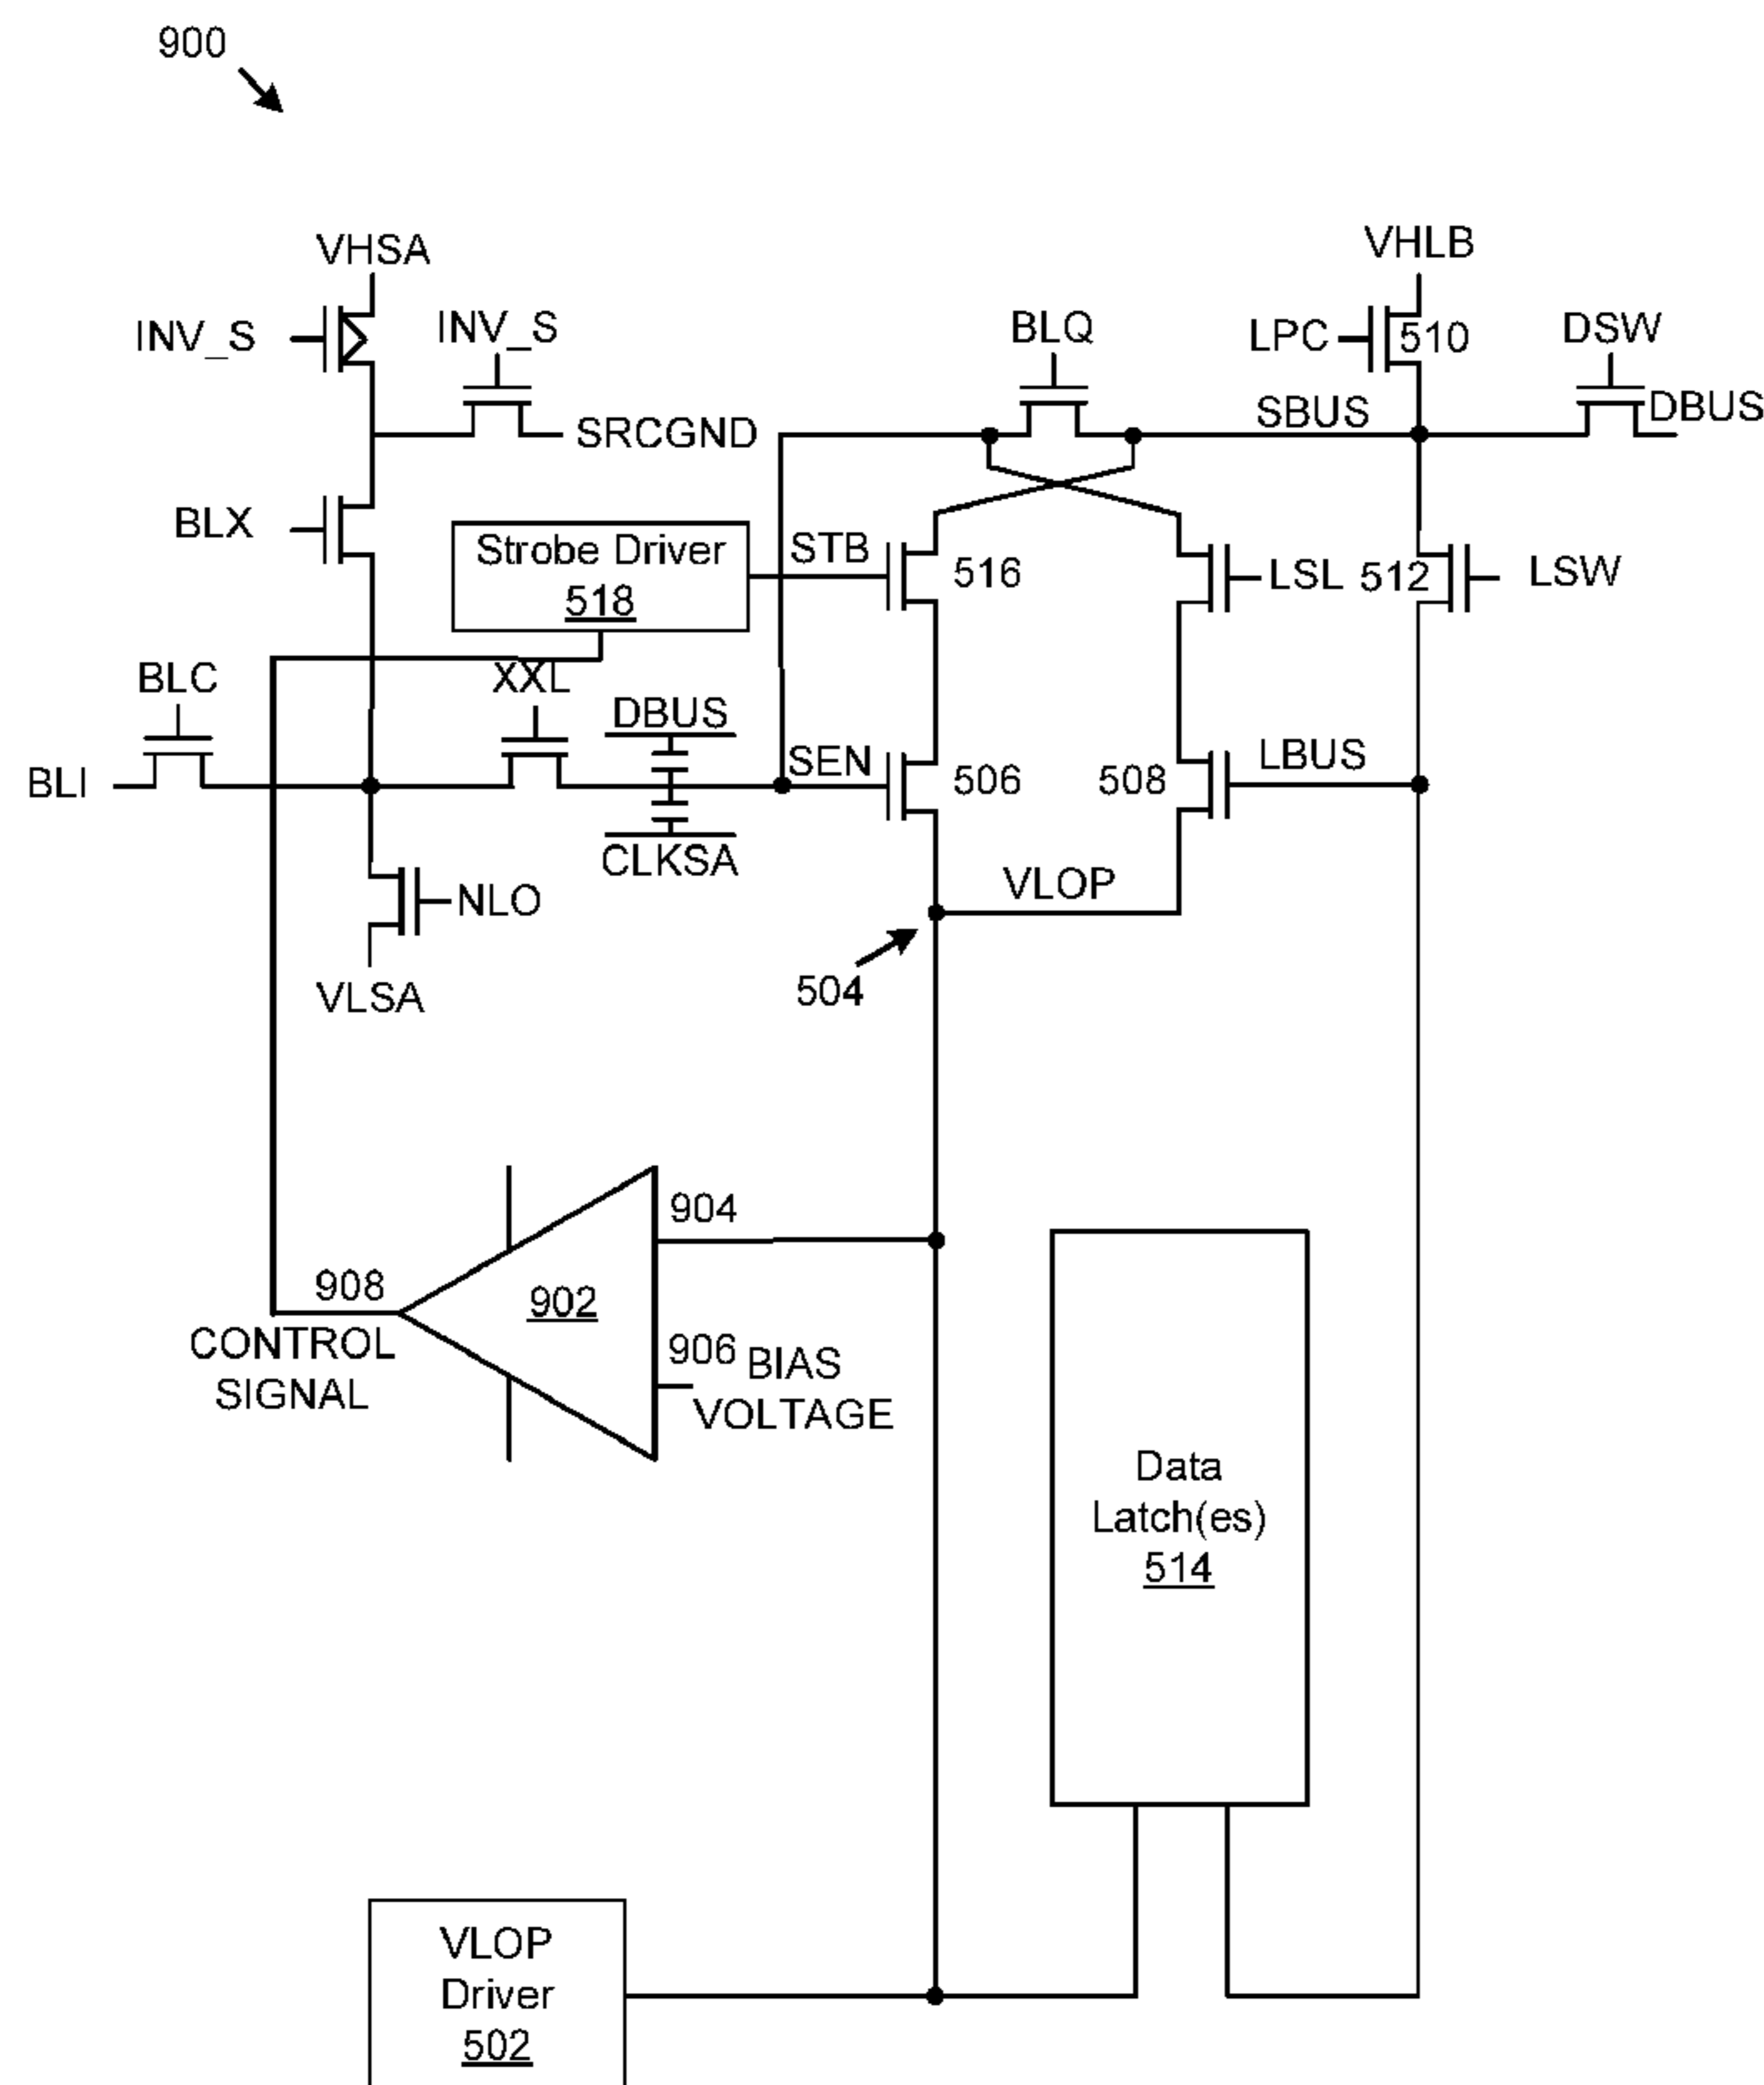 900
VHSA
VHLB
INV_S
INV_S
BLQ
LPC
510
DSW
SRCGND
SBUS
DBUS
BLX
Strobe Driver
518
STB
516
LSL
512
LSW
BLC
XXL
DBUS
BLI
SEN
506
508
LBUS
CLKSA
NLO
VLOP
VLSA
504
904
908
902
CONTROL
SIGNAL
906
BIAS
VOLTAGE
Data
Latch(es)
514
VLOP
Driver
502